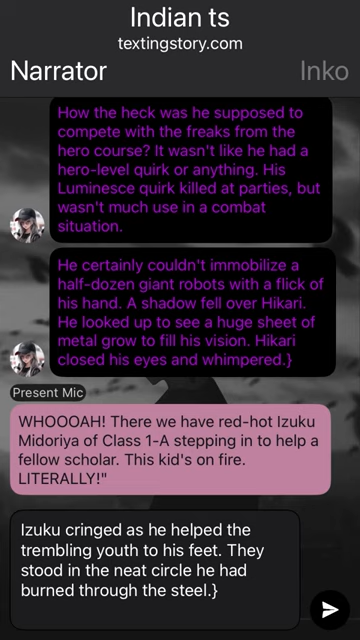 Indian ts
textingstory.com
Narrator
Inko
How the heck was he supposed to
compete with the freaks from the
hero course? It wasn't like he had a
hero-level quirk or anything. His
Luminesce quirk killed at parties, but
wasn't much use in a combat
situation.
He certainly couldn't immobilize a
half-dozen giant robots with a flick of
his hand. A shadow fell over Hikari.
He looked up to see a huge sheet of
metal grow to fill his vision. Hikari
closed his eyes and whimpered.}
Present Mic
WHOOOAH! There we have red-hot Izuku
Midoriya of Class 1-A stepping in to help a
fellow scholar. This kid's on fire.
LITERALLY!"
Izuku cringed as he helped the
trembling youth to his feet. They
stood in the neat circle he had
burned through the steel.}